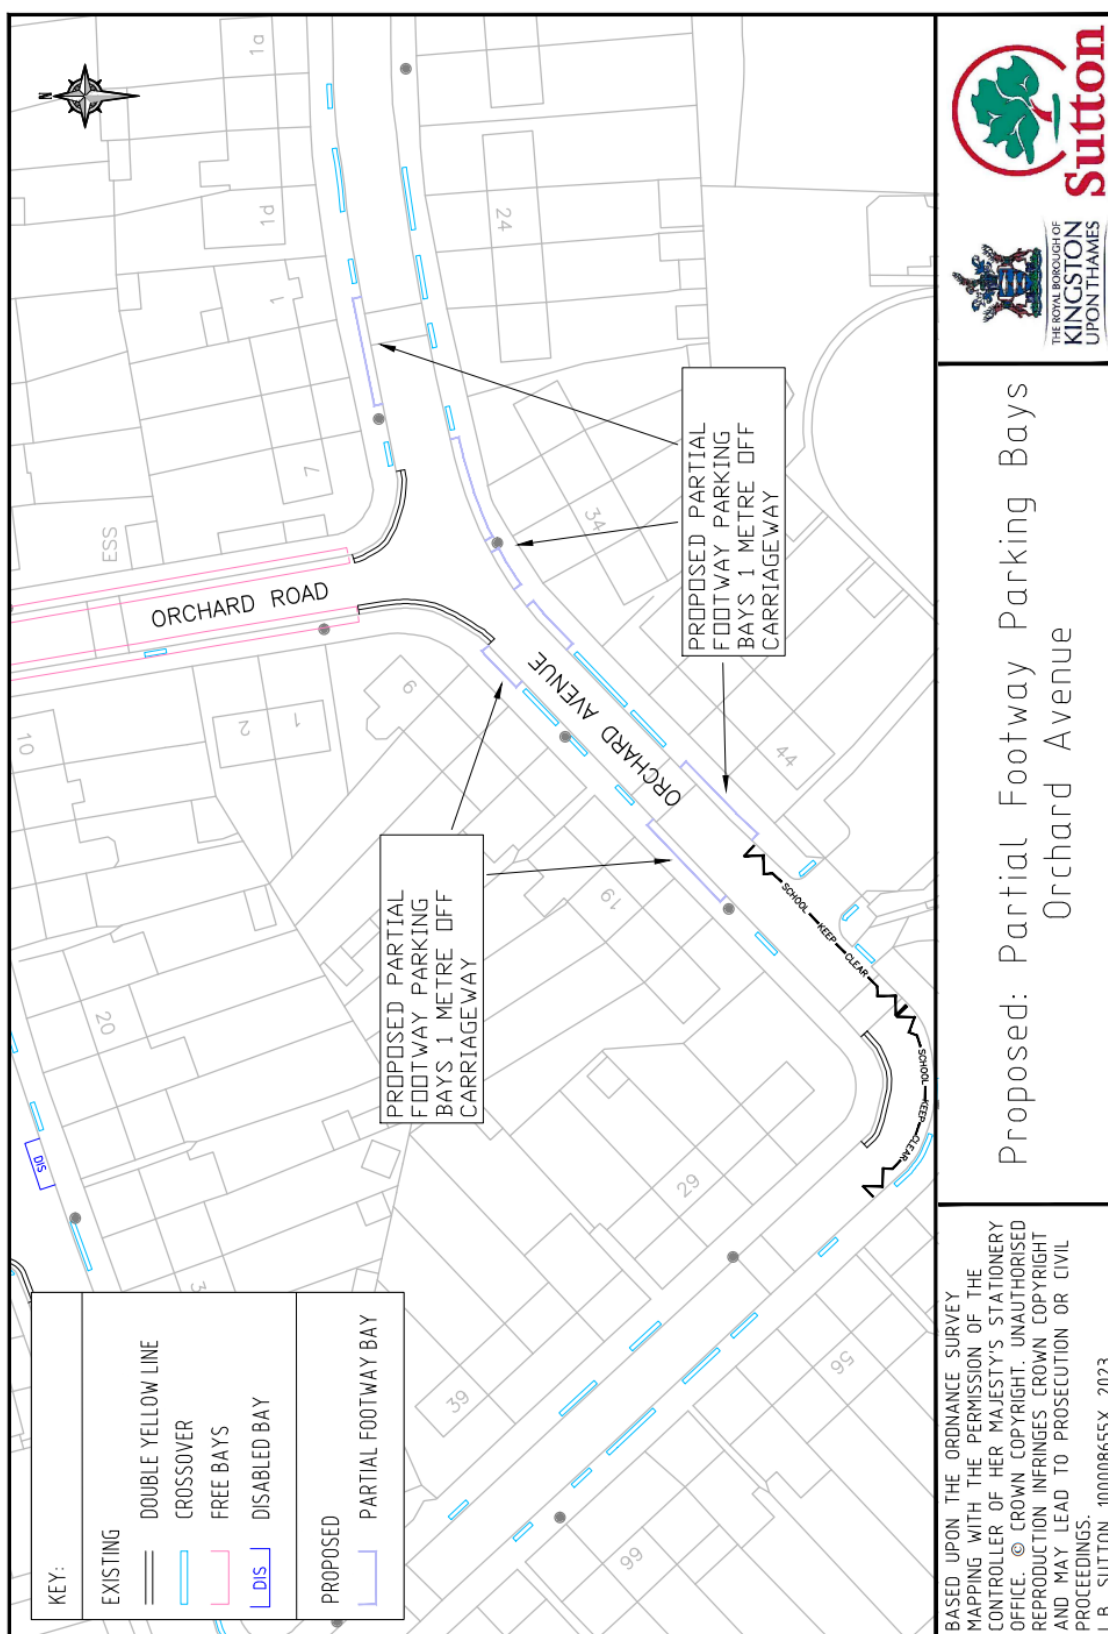 KEY:
EXISTING
DOUBLE YELLOW LINE
CROSSOVER
FREE BAYS
DIS
DISABLED BAY
PROPOSED
PARTIAL FOOTWAY BAY
N
1a
1d
1
7
ESS
24
34
ORCHARD ROAD
ORCHARD AVENUE
10
2
1
9
44
19
20
29
39
56
66
3
DIS
PROPOSED PARTIAL
FOOTWAY PARKING
BAYS 1 METRE OFF
CARRIAGEWAY
PROPOSED PARTIAL
FOOTWAY PARKING
BAYS 1 METRE OFF
CARRIAGEWAY
SCHOOL KEEP CLEAR
SCHOOL KEEP CLEAR
BASED UPON THE ORDNANCE SURVEY
MAPPING WITH THE PERMISSION OF THE
CONTROLLER OF HER MAJESTY'S STATIONERY
OFFICE. © CROWN COPYRIGHT. UNAUTHORISED
REPRODUCTION INFRINGES CROWN COPYRIGHT
AND MAY LEAD TO PROSECUTION OR CIVIL
PROCEEDINGS.
L.B. SUTTON 100008655X 2023
Proposed: Partial Footway Parking Bays
Orchard Avenue
THE ROYAL BOROUGH OF
KINGSTON
UPON THAMES
Sutton